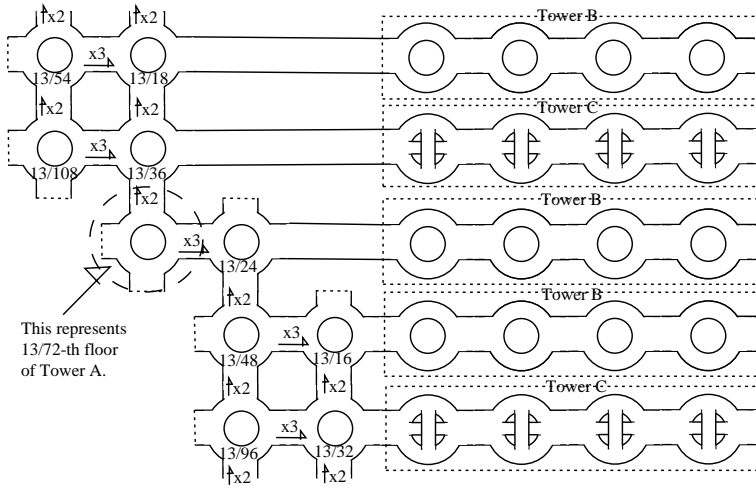 x2 x2 Tower B
x3
13/54 13/18
x2 x2 Tower C
x3
13/108 13/36
x2 Tower B
x3
13/24
x2 Tower B
This represents
13/72-th floor
of Tower A.
x3
13/48 13/16
x2 x2 Tower C
x3
13/96 13/32
x2 x2